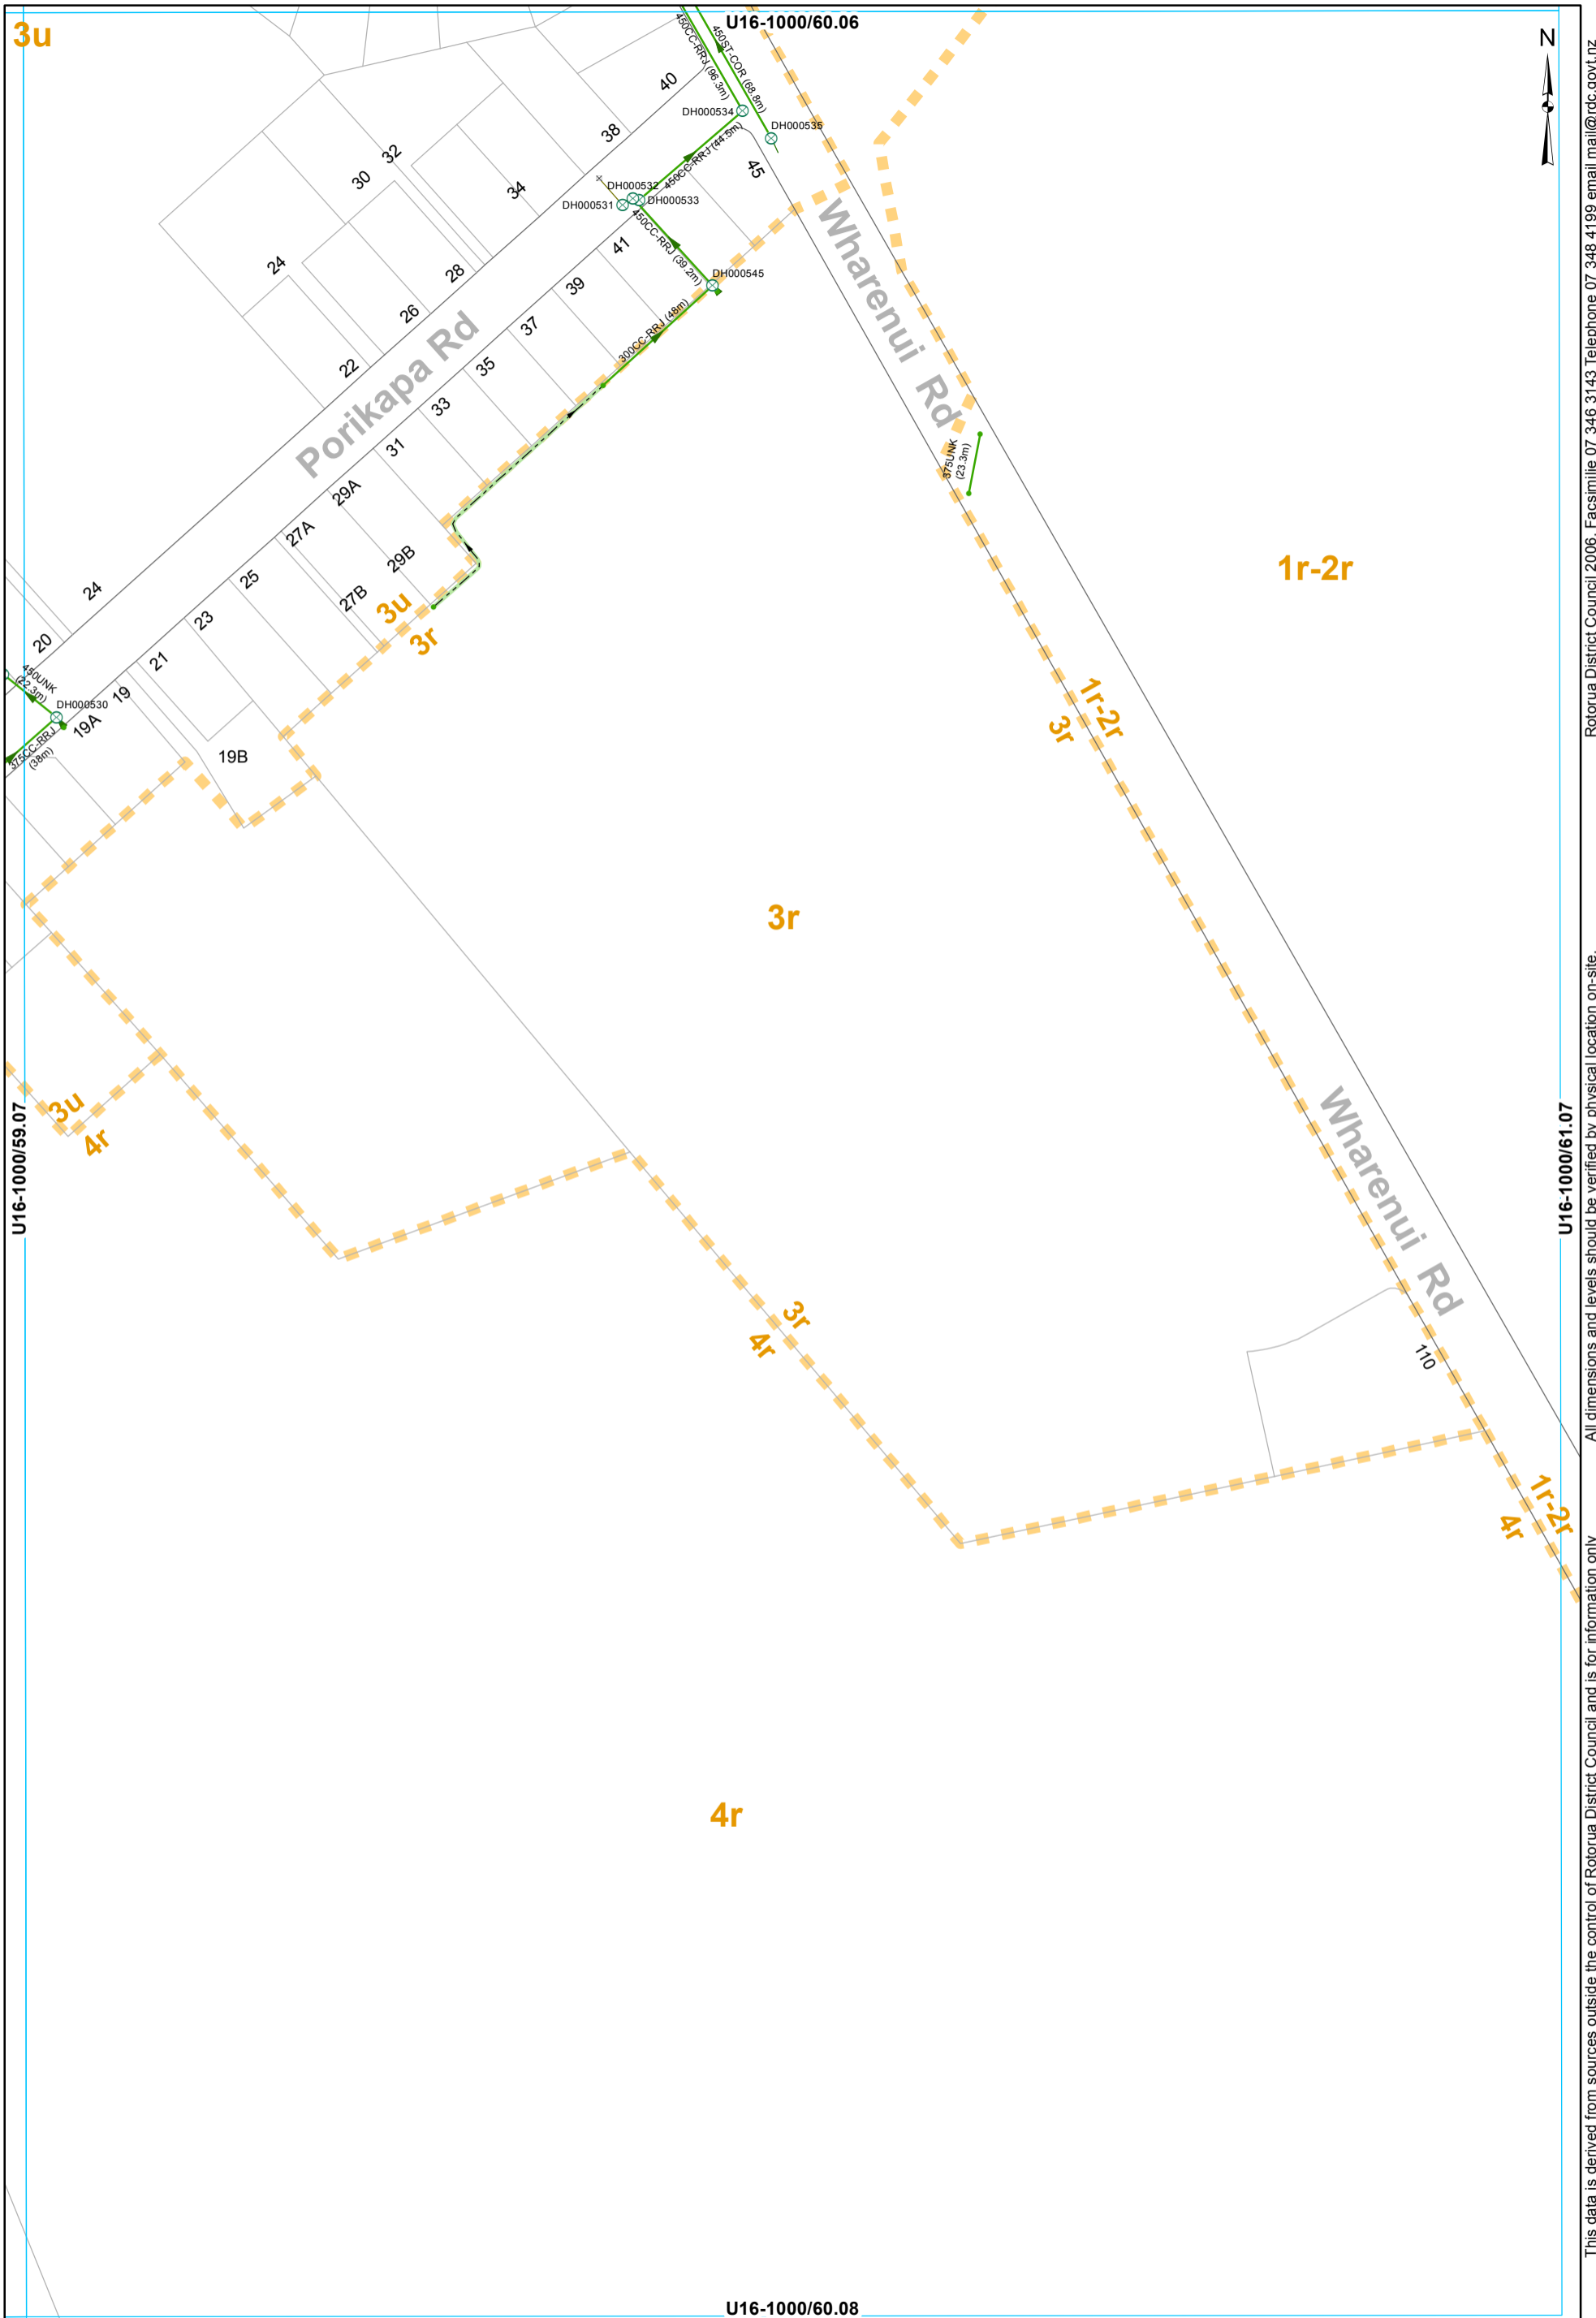 U16-1000/60.06
3u
N
450CC-RRJ (96.3m)
450ST-COR (68.8m)
40
DH000534
DH000535
38
450CC-RRJ (44.5m)
45
32
30
34
DH000532
DH000531
DH000533
450CC-RRJ (39.2m)
41
Wharenui Rd
24
28
DH000545
39
26
37
300CC-RRJ (48m)
Porikapa Rd
22
35
33
31
375UNK
(23.3m)
29A
27A
29B
1r-2r
25
27B
24
3u
3r
23
20
21
450UNK
(22.3m)
19
DH000530
19A
1r-2r
3r
375CC-RRJ
(38m)
19B
3r
3u
4r
U16-1000/59.07
U16-1000/61.07
Wharenui Rd
3r
4r
110
1r-2r
4r
4r
U16-1000/60.08
This data is derived from sources outside the control of Rotorua District Council and is for information only
All dimensions and levels should be verified by physical location on-site.
Rotorua District Council 2006. Facsimilie 07 346 3143 Telephone 07 348 4199 email mail@rdc.govt.nz